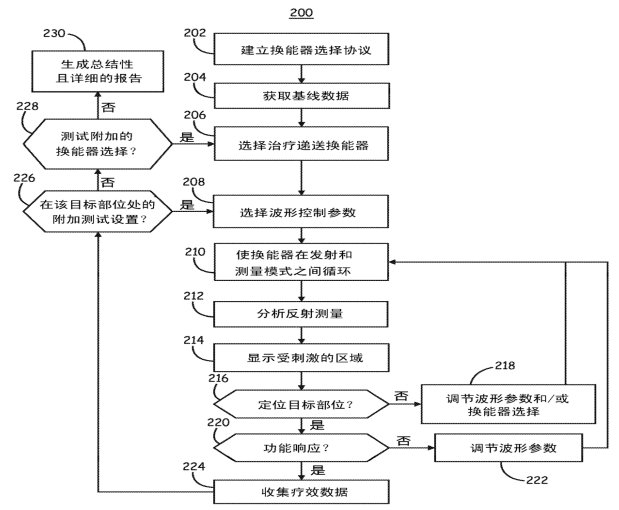 200
230
生成总结性
且详细的报告
202
建立换能器选择协议
204
获取基线数据
否
228
测试附加的
换能器选择?
是
206
选择治疗递送换能器
否
226
在该目标部位处的
附加测试设置?
是
208
选择波形控制参数
210
使换能器在发射和
测量模式之间循环
212
分析反射测量
214
显示受刺激的区域
216
定位目标部位?
否
218
调节波形参数和/或
换能器选择
是
220
功能响应?
否
调节波形参数
222
是
224
收集疗效数据